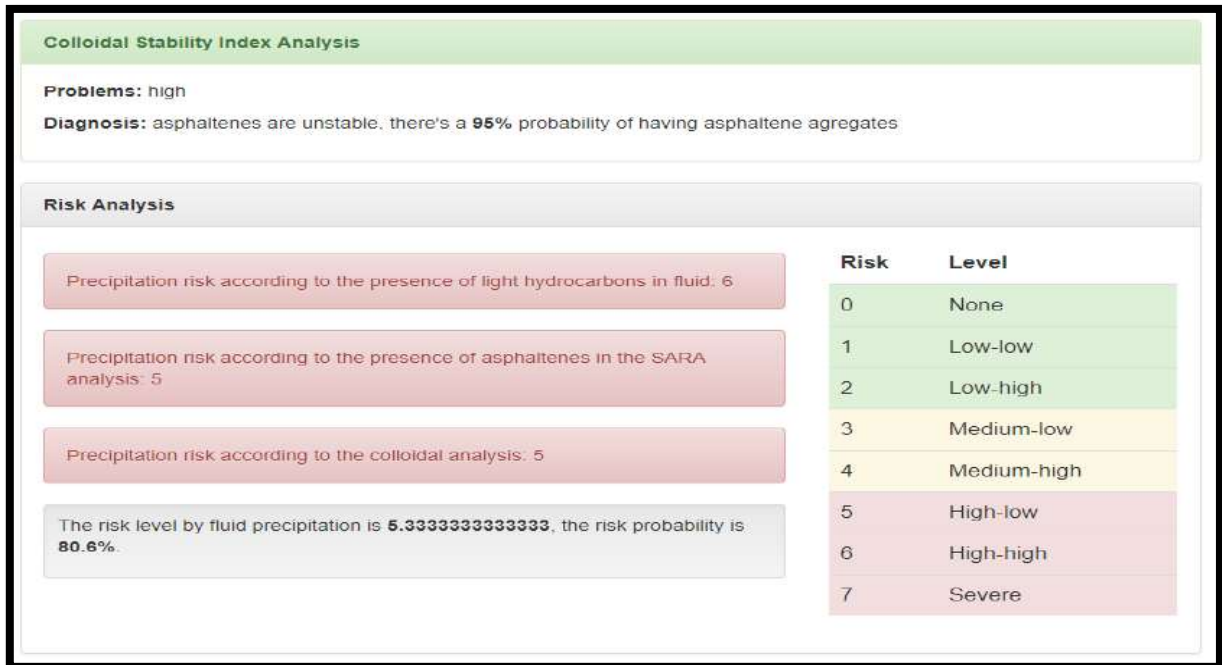 Colloidal Stability Index Analysis
Problems: high
Diagnosis: asphaltenes are unstable, there's a 95% probability of having asphaltene agregates
Risk Analysis
Precipitation risk according to the presence of light hydrocarbons in fluid: 6
Precipitation risk according to the presence of asphaltenes in the SARA
analysis: 5
Precipitation risk according to the colloidal analysis: 5
The risk level by fluid precipitation is 5.3333333333333, the risk probability is
80.6%.
Risk Level
0 None
1 Low-low
2 Low-high
3 Medium-low
4 Medium-high
5 High-low
6 High-high
7 Severe